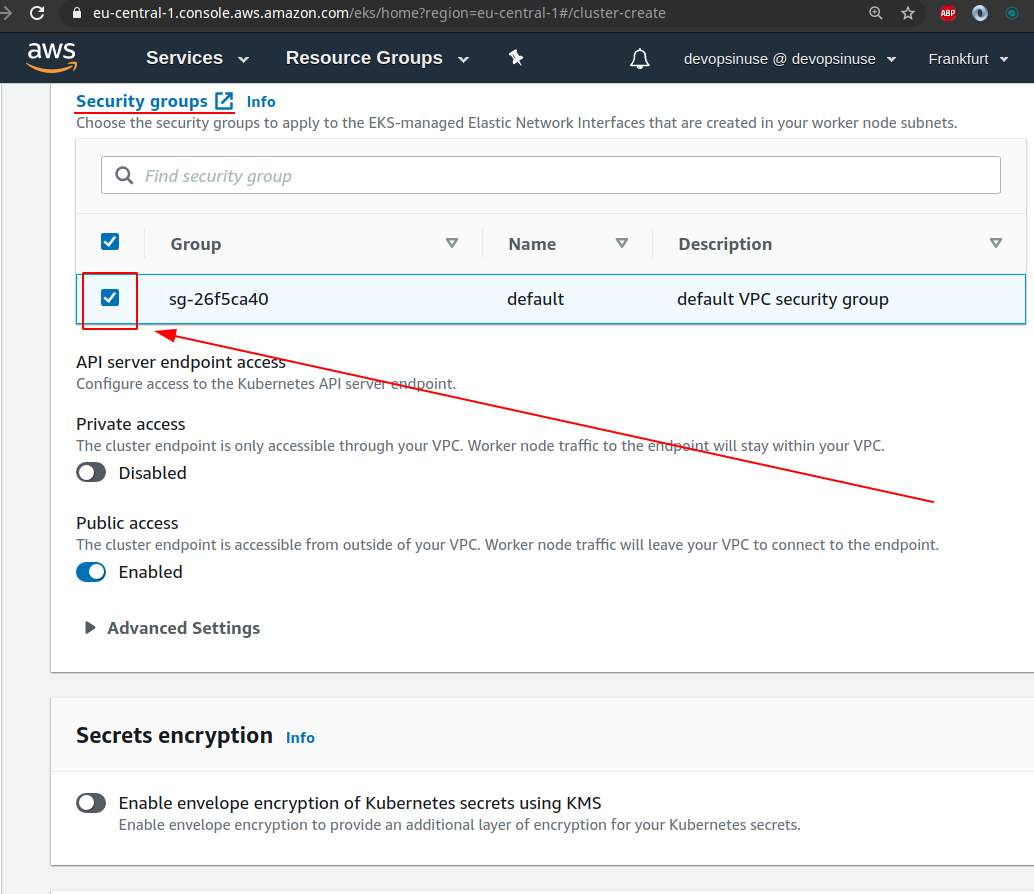 eu-central-1.console.aws.amazon.com/eks/home?region=eu-central-1#/cluster-create
ABP
aws
Services
Resource Groups
devopsinuse @ devopsinuse
Frankfurt
Security groups
Info
Choose the security groups to apply to the EKS-managed Elastic Network Interfaces that are created in your worker node subnets.
Find security group
Group
Name
Description
sg-26f5ca40
default
default VPC security group
API server endpoint access
Configure access to the Kubernetes API server endpoint.
Private access
The cluster endpoint is only accessible through your VPC. Worker node traffic to the endpoint will stay within your VPC.
Disabled
Public access
The cluster endpoint is accessible from outside of your VPC. Worker node traffic will leave your VPC to connect to the endpoint.
Enabled
Advanced Settings
Secrets encryption
Info
Enable envelope encryption of Kubernetes secrets using KMS
Enable envelope encryption to provide an additional layer of encryption for your Kubernetes secrets.